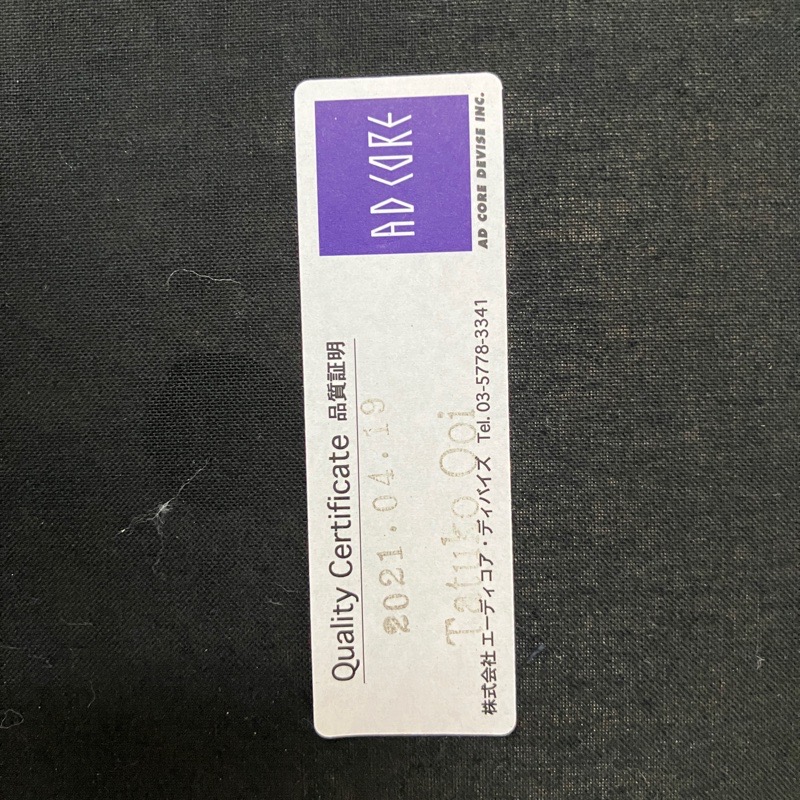 Quality Certificate 品質証明
2021.04.19
Tatuko Ooi
株式会社 エーディコア・ディバイズ Tel. 03-5778-3341
AD CORE
AD CORE DEVISE INC.